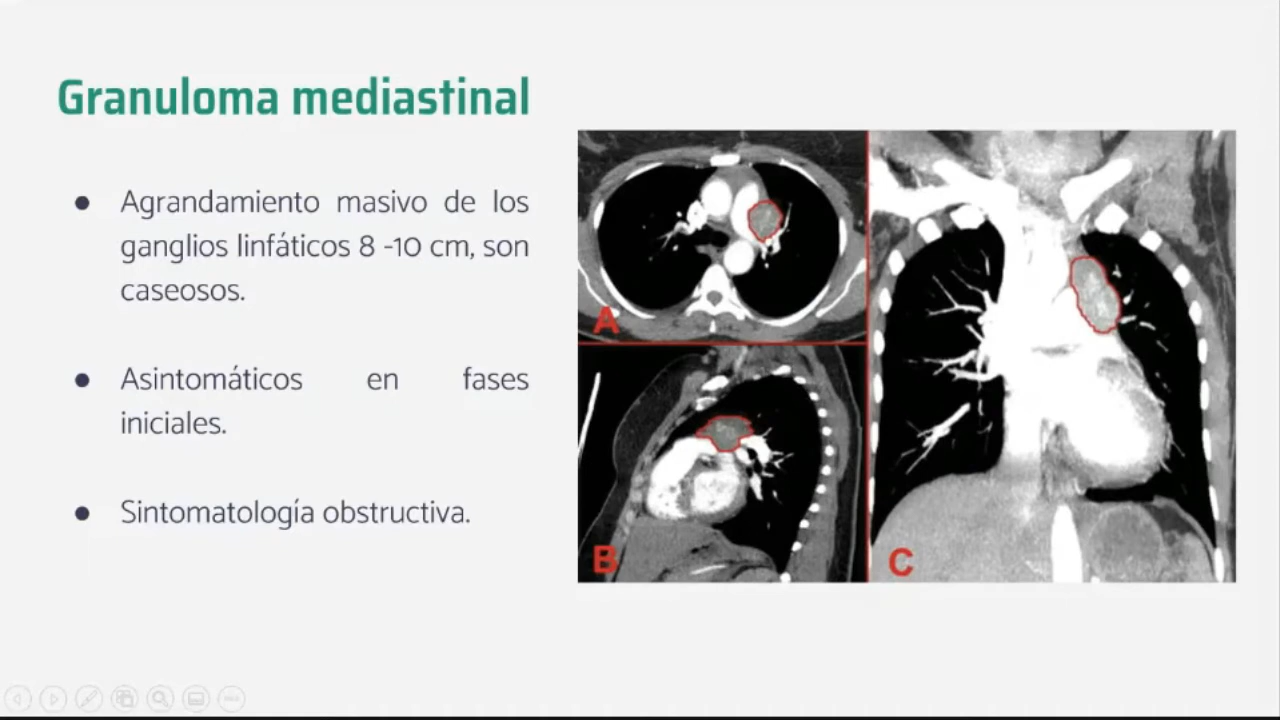 Granuloma mediastinal
● Agrandamiento masivo de los
ganglios linfáticos 8 -10 cm, son
caseosos.
● Asintomáticos en fases
iniciales.
● Sintomatología obstructiva.
A
B
C